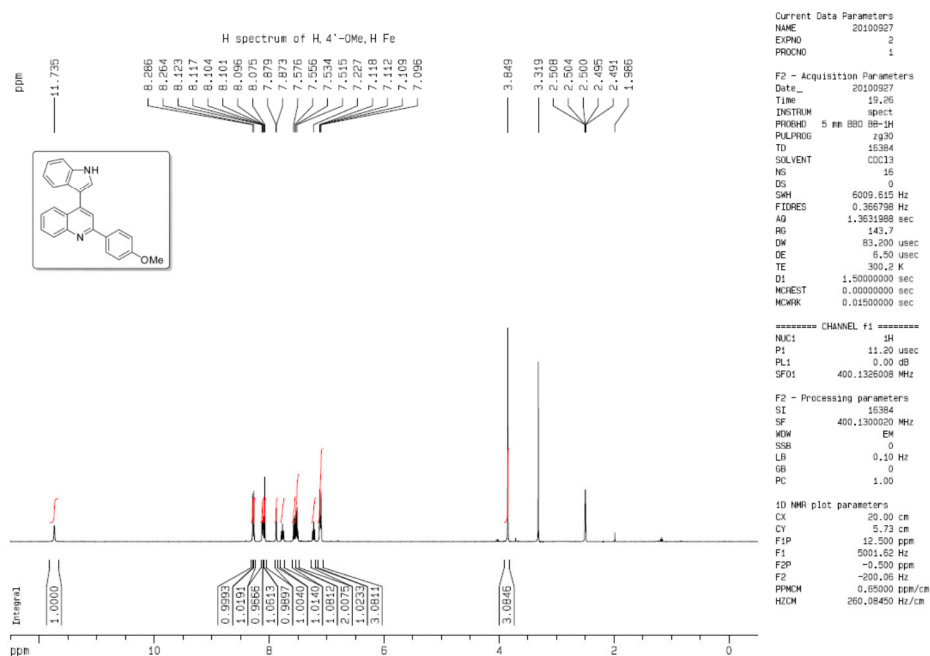 H spectrum of H, 4'-OMe, H Fe
ppm
11.735
8.286
8.264
8.123
8.117
8.104
8.101
8.096
8.075
7.879
7.873
7.576
7.556
7.534
7.515
7.227
7.118
7.112
7.109
7.096
3.849
3.319
2.508
2.504
2.500
2.495
2.491
1.986
NH
N
OMe
Integral
1.0000
0.9993
1.0191
0.9666
1.0613
0.9897
1.0040
1.0140
1.0812
2.0075
1.0233
3.0811
3.0846
ppm 10 8 6 4 2 0
Current Data Parameters
NAME 20100927
EXPNO 2
PROCNO 1
F2 - Acquisition Parameters
Date_ 20100927
Time 19.26
INSTRUM spect
PROBHD 5 mm BBO BB-1H
PULPROG zg30
TD 16384
SOLVENT CDCl3
NS 16
DS 0
SWH 6009.615 Hz
FIDRES 0.366798 Hz
AQ 1.3631988 sec
RG 143.7
DW 83.200 usec
DE 6.50 usec
TE 300.2 K
D1 1.50000000 sec
MCREST 0.00000000 sec
MCWRK 0.01500000 sec
======== CHANNEL f1 ========
NUC1 1H
P1 11.20 usec
PL1 0.00 dB
SFO1 400.1326008 MHz
F2 - Processing parameters
SI 16384
SF 400.1300020 MHz
WDW EM
SSB 0
LB 0.10 Hz
GB 0
PC 1.00
1D NMR plot parameters
CX 20.00 cm
CY 5.73 cm
F1P 12.500 ppm
F1 5001.62 Hz
F2P -0.500 ppm
F2 -200.06 Hz
PPMCM 0.65000 ppm/cm
HZCM 260.08450 Hz/cm